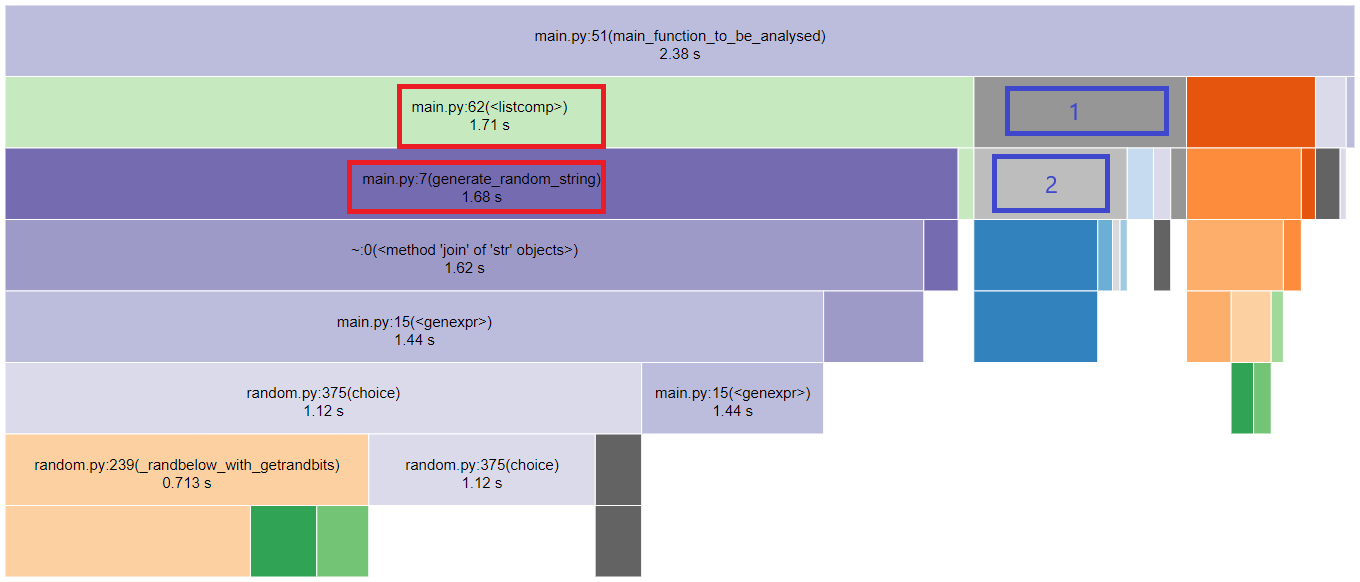 main.py:51(main_function_to_be_analysed)
2.38 s
main.py:62(<listcomp>)
1.71 s
1
main.py:7(generate_random_string)
1.68 s
2
~:0(<method 'join' of 'str' objects>)
1.62 s
main.py:15(<genexpr>)
1.44 s
random.py:375(choice)
1.12 s
main.py:15(<genexpr>)
1.44 s
random.py:239(_randbelow_with_getrandbits)
0.713 s
random.py:375(choice)
1.12 s